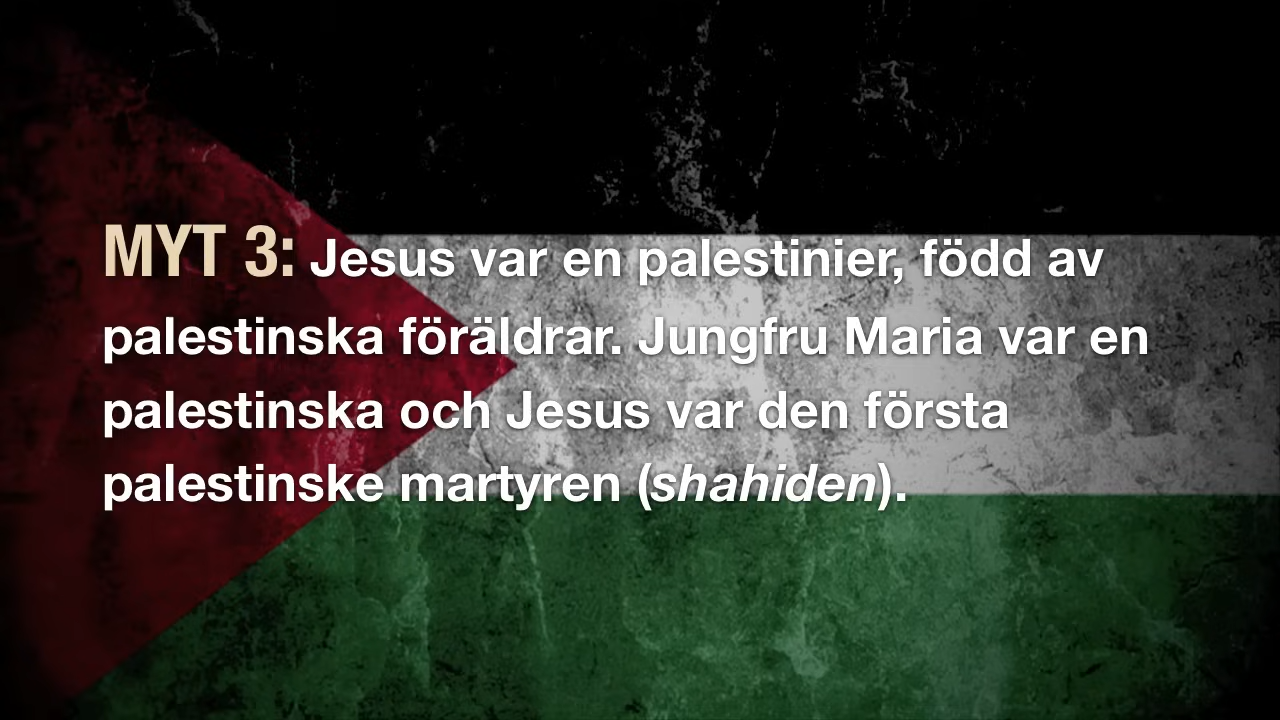 MYT 3: Jesus var en palestinier, född av
palestinska föräldrar. Jungfru Maria var en
palestinska och Jesus var den första
palestinske martyren (shahiden).